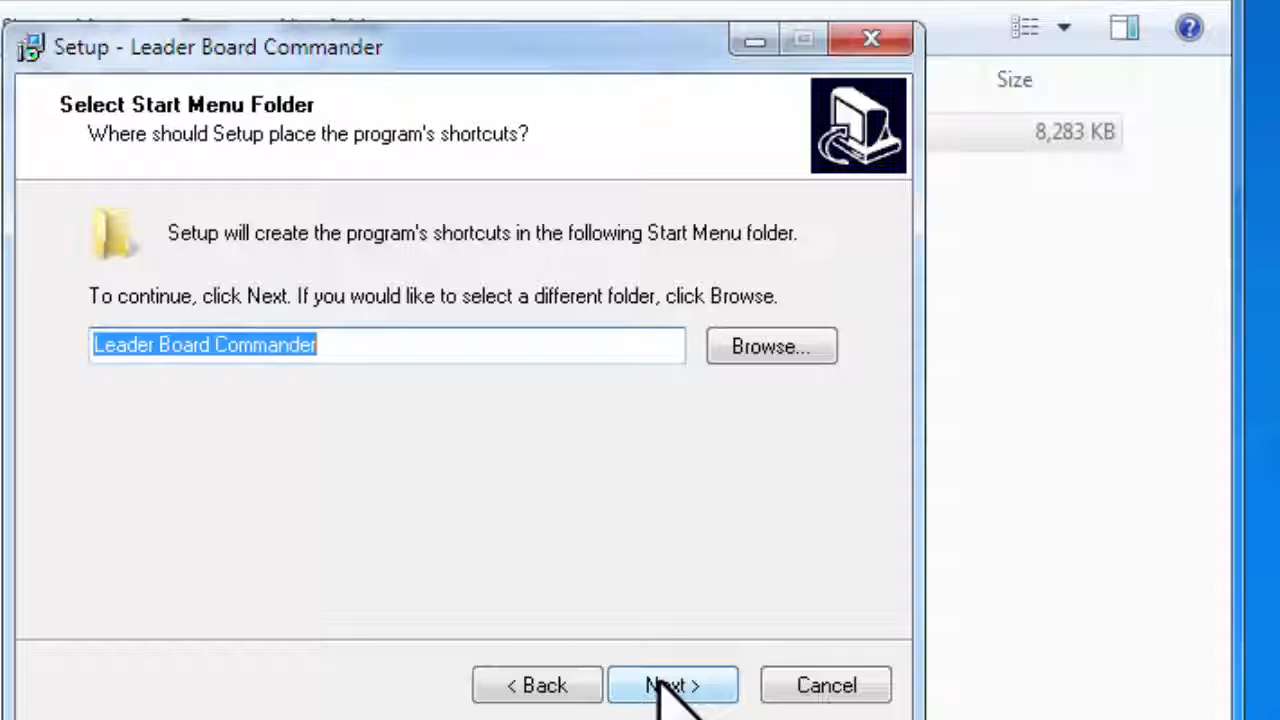 Setup - Leader Board Commander
Size
Select Start Menu Folder
Where should Setup place the program's shortcuts?
8,283 KB
Setup will create the program's shortcuts in the following Start Menu folder.
To continue, click Next. If you would like to select a different folder, click Browse.
Leader Board Commander
Browse...
< Back
Next >
Cancel